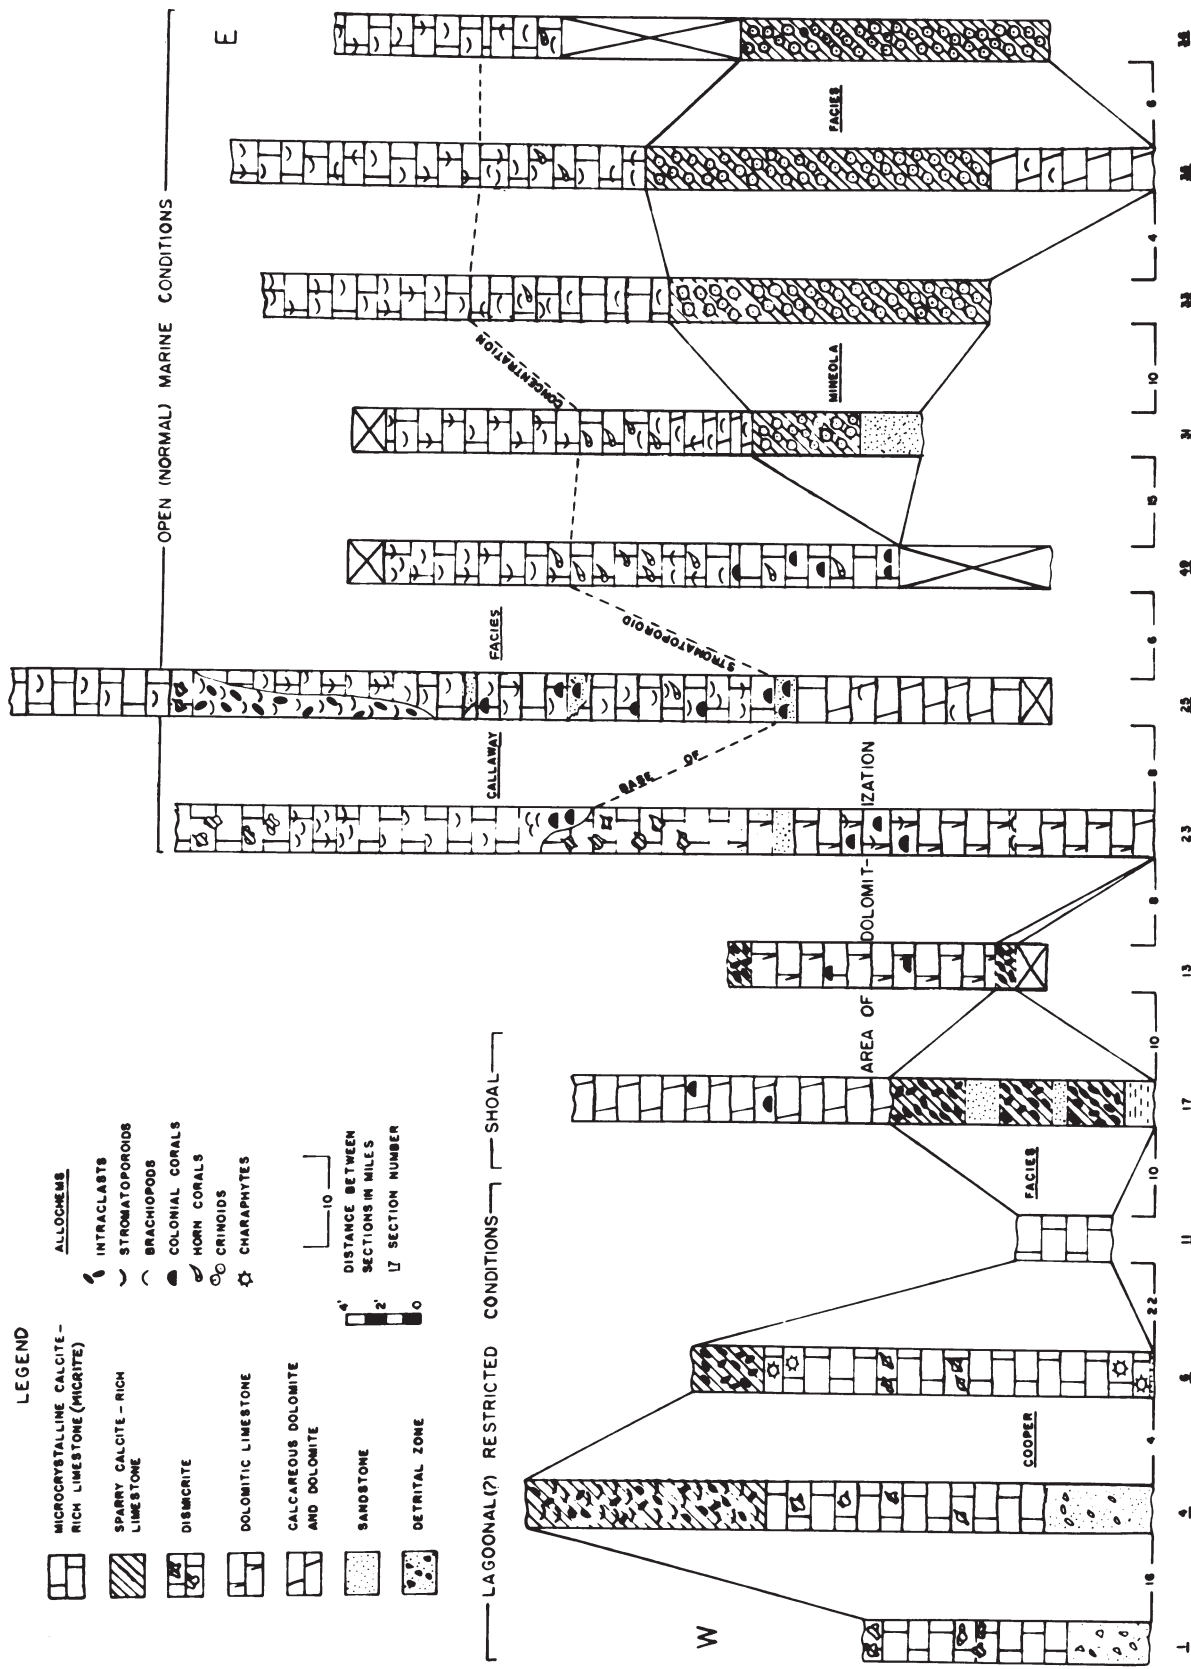 LEGEND
MICROCRYSTALLINE CALCITE-
RICH LIMESTONE (MICRITE)
SPARRY CALCITE-RICH
LIMESTONE
DISMICRITE
DOLOMITIC LIMESTONE
CALCAREOUS DOLOMITE
AND DOLOMITE
SANDSTONE
DETRITAL ZONE
ALLOCHEMS
INTRACLASTS
STROMATOPOROIDS
BRACHIOPODS
COLONIAL CORALS
HORN CORALS
CRINOIDS
CHARAPHYTES
10
DISTANCE BETWEEN
SECTIONS IN MILES
17 SECTION NUMBER
4'
2'
0
LAGOONAL(?) RESTRICTED CONDITIONS
SHOAL
OPEN (NORMAL) MARINE CONDITIONS
W
E
CALLAWAY FACIES
BASE OF STROMATOPOROID CONCENTRATION
AREA OF DOLOMIT-
IZATION
COOPER FACIES
MINEOLA FACIES
16
4
22
10
10
8
8
6
15
10
4
6
1
4
6
11
17
13
23
25
49
31